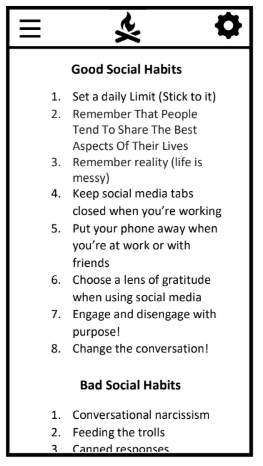 Good Social Habits
1. Set a daily Limit (Stick to it)
2. Remember That People
Tend To Share The Best
Aspects Of Their Lives
3. Remember reality (life is
messy)
4. Keep social media tabs
closed when you're working
5. Put your phone away when
you're at work or with
friends
6. Choose a lens of gratitude
when using social media
7. Engage and disengage with
purpose!
8. Change the conversation!
Bad Social Habits
1. Conversational narcissism
2. Feeding the trolls
3. Canned responses